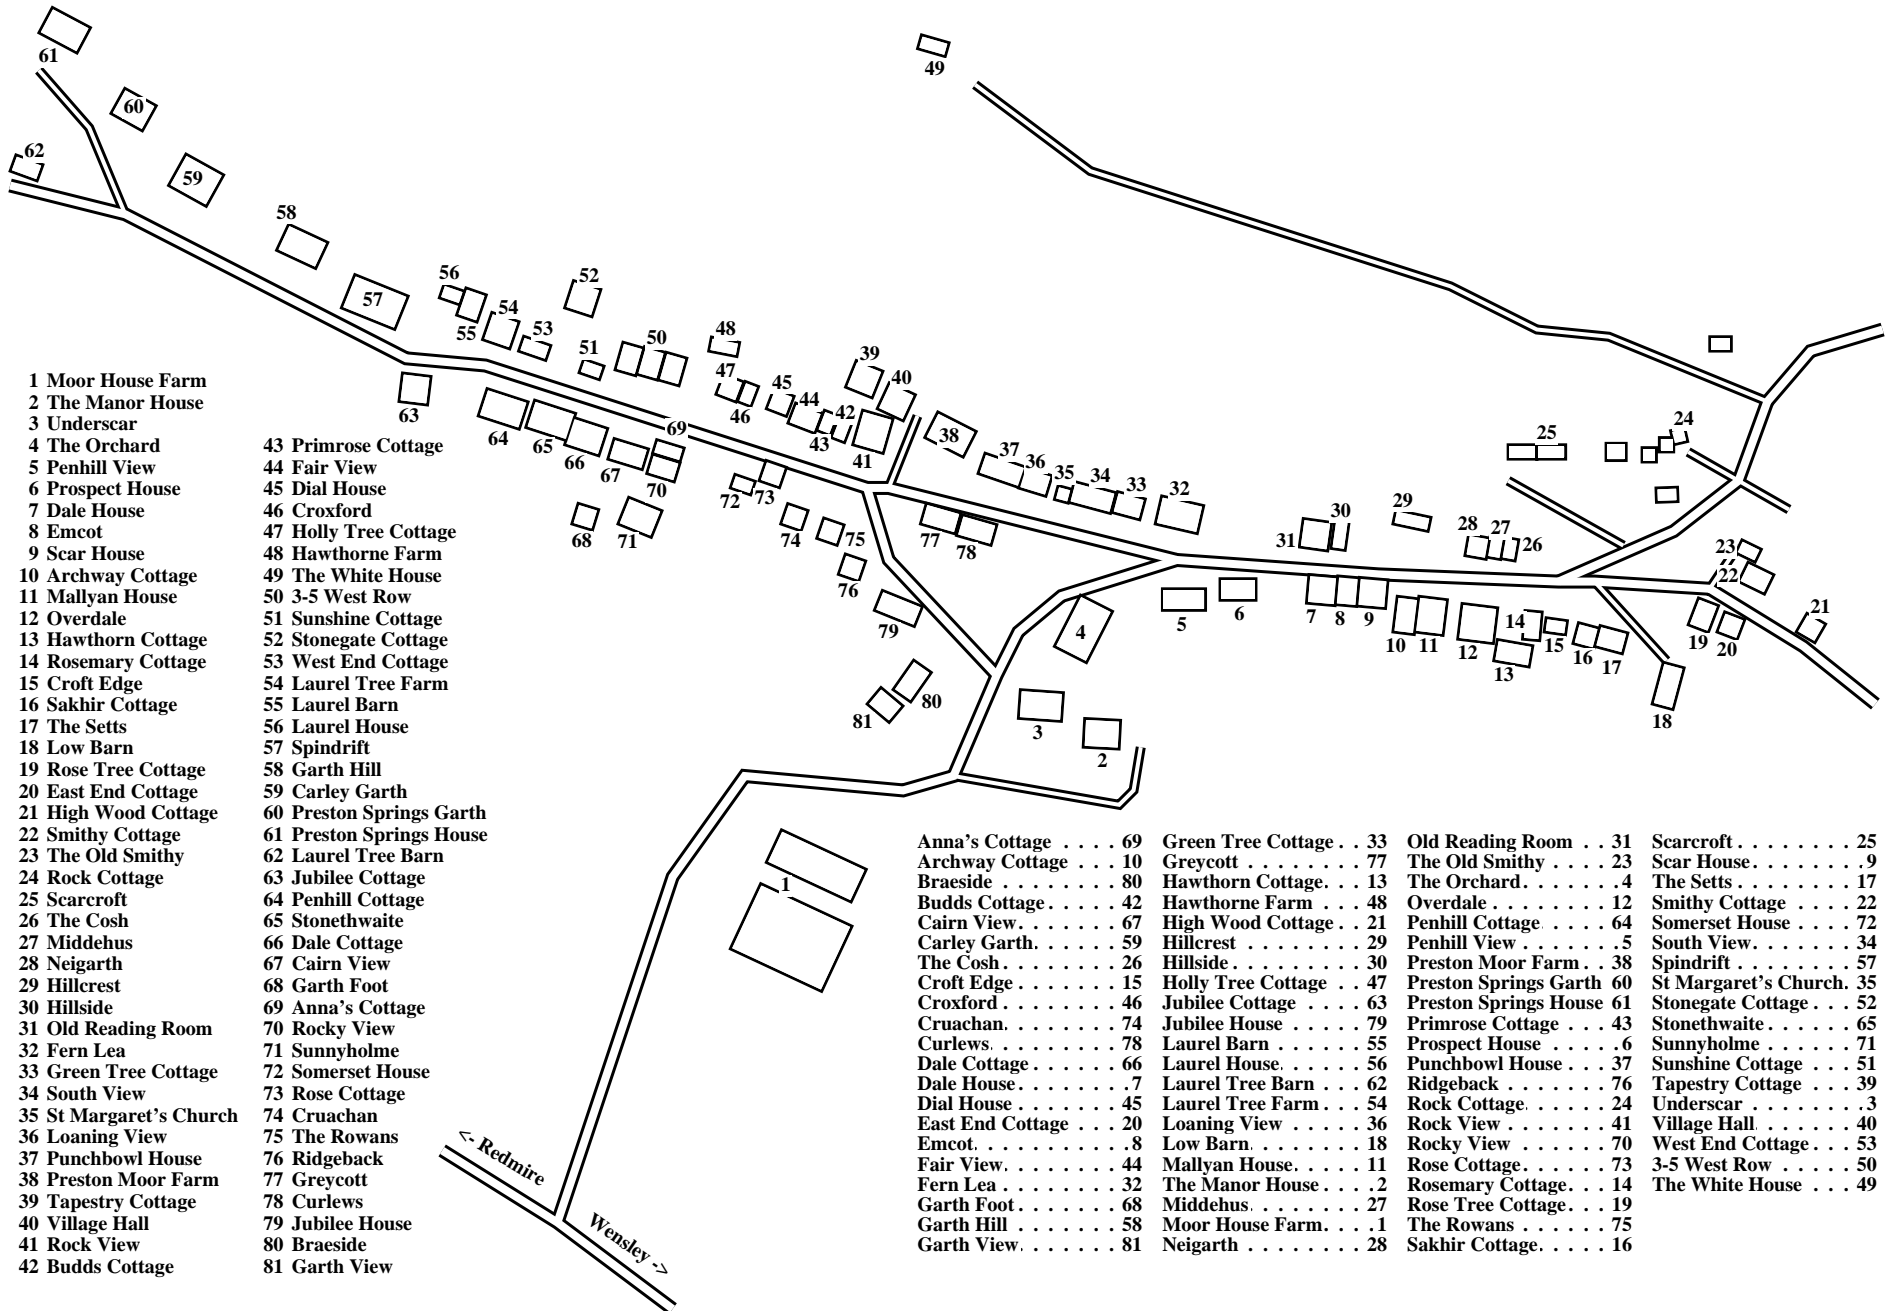 61
49
60
62
59
58
56
52
57
54
55
53
51
50
48
47
46
45
44
43
42
39
40
41
38
37
36
35
34
33
32
63
64
65
66
67
69
70
68
71
72
73
74
75
76
77
78
79
80
81
31
30
29
28
27
26
25
24
23
22
21
20
19
18
17
16
15
14
13
12
11
10
9
8
7
6
5
4
3
2
1
1 Moor House Farm
2 The Manor House
3 Underscar
4 The Orchard
5 Penhill View
6 Prospect House
7 Dale House
8 Emcot
9 Scar House
10 Archway Cottage
11 Mallyan House
12 Overdale
13 Hawthorn Cottage
14 Rosemary Cottage
15 Croft Edge
16 Sakhir Cottage
17 The Setts
18 Low Barn
19 Rose Tree Cottage
20 East End Cottage
21 High Wood Cottage
22 Smithy Cottage
23 The Old Smithy
24 Rock Cottage
25 Scarcroft
26 The Cosh
27 Middehus
28 Neigarth
29 Hillcrest
30 Hillside
31 Old Reading Room
32 Fern Lea
33 Green Tree Cottage
34 South View
35 St Margaret's Church
36 Loaning View
37 Punchbowl House
38 Preston Moor Farm
39 Tapestry Cottage
40 Village Hall
41 Rock View
42 Budds Cottage
43 Primrose Cottage
44 Fair View
45 Dial House
46 Croxford
47 Holly Tree Cottage
48 Hawthorne Farm
49 The White House
50 3-5 West Row
51 Sunshine Cottage
52 Stonegate Cottage
53 West End Cottage
54 Laurel Tree Farm
55 Laurel Barn
56 Laurel House
57 Spindrift
58 Garth Hill
59 Carley Garth
60 Preston Springs Garth
61 Preston Springs House
62 Laurel Tree Barn
63 Jubilee Cottage
64 Penhill Cottage
65 Stonethwaite
66 Dale Cottage
67 Cairn View
68 Garth Foot
69 Anna's Cottage
70 Rocky View
71 Sunnyholme
72 Somerset House
73 Rose Cottage
74 Cruachan
75 The Rowans
76 Ridgeback
77 Greycott
78 Curlews
79 Jubilee House
80 Braeside
81 Garth View
<- Redmire
Wensley ->
Anna's Cottage . . . . 69
Archway Cottage . . . 10
Braeside . . . . . . . . 80
Budds Cottage . . . . . 42
Cairn View. . . . . . . 67
Carley Garth. . . . . . 59
The Cosh . . . . . . . . 26
Croft Edge . . . . . . . 15
Croxford . . . . . . . . 46
Cruachan. . . . . . . . 74
Curlews. . . . . . . . . 78
Dale Cottage . . . . . . 66
Dale House . . . . . . . .7
Dial House . . . . . . . 45
East End Cottage . . . 20
Emcot. . . . . . . . . . .8
Fair View. . . . . . . . 44
Fern Lea . . . . . . . . 32
Garth Foot . . . . . . . 68
Garth Hill . . . . . . . 58
Garth View. . . . . . . 81
Green Tree Cottage . . 33
Greycott . . . . . . . . 77
Hawthorn Cottage. . . 13
Hawthorne Farm . . . 48
High Wood Cottage . . 21
Hillcrest . . . . . . . . 29
Hillside . . . . . . . . . 30
Holly Tree Cottage . . 47
Jubilee Cottage . . . . 63
Jubilee House . . . . . 79
Laurel Barn . . . . . . 55
Laurel House. . . . . . 56
Laurel Tree Barn . . . 62
Laurel Tree Farm . . . 54
Loaning View . . . . . 36
Low Barn. . . . . . . . 18
Mallyan House. . . . . 11
The Manor House . . . .2
Middehus. . . . . . . . 27
Moor House Farm. . . .1
Neigarth . . . . . . . . 28
Old Reading Room . . 31
The Old Smithy . . . . 23
The Orchard. . . . . . .4
Overdale . . . . . . . . 12
Penhill Cottage. . . . . 64
Penhill View . . . . . . .5
Preston Moor Farm . . 38
Preston Springs Garth 60
Preston Springs House 61
Primrose Cottage . . . 43
Prospect House . . . . .6
Punchbowl House . . . 37
Ridgeback . . . . . . . 76
Rock Cottage. . . . . . 24
Rock View . . . . . . . 41
Rocky View . . . . . . 70
Rose Cottage. . . . . . 73
Rosemary Cottage. . . 14
Rose Tree Cottage. . . 19
The Rowans . . . . . . 75
Sakhir Cottage. . . . . 16
Scarcroft . . . . . . . . 25
Scar House. . . . . . . .9
The Setts . . . . . . . . 17
Smithy Cottage . . . . 22
Somerset House . . . . 72
South View. . . . . . . 34
Spindrift . . . . . . . . 57
St Margaret's Church. 35
Stonegate Cottage . . . 52
Stonethwaite . . . . . . 65
Sunnyholme . . . . . . 71
Sunshine Cottage . . . 51
Tapestry Cottage . . . 39
Underscar . . . . . . . .3
Village Hall. . . . . . . 40
West End Cottage . . . 53
3-5 West Row . . . . . 50
The White House . . . 49